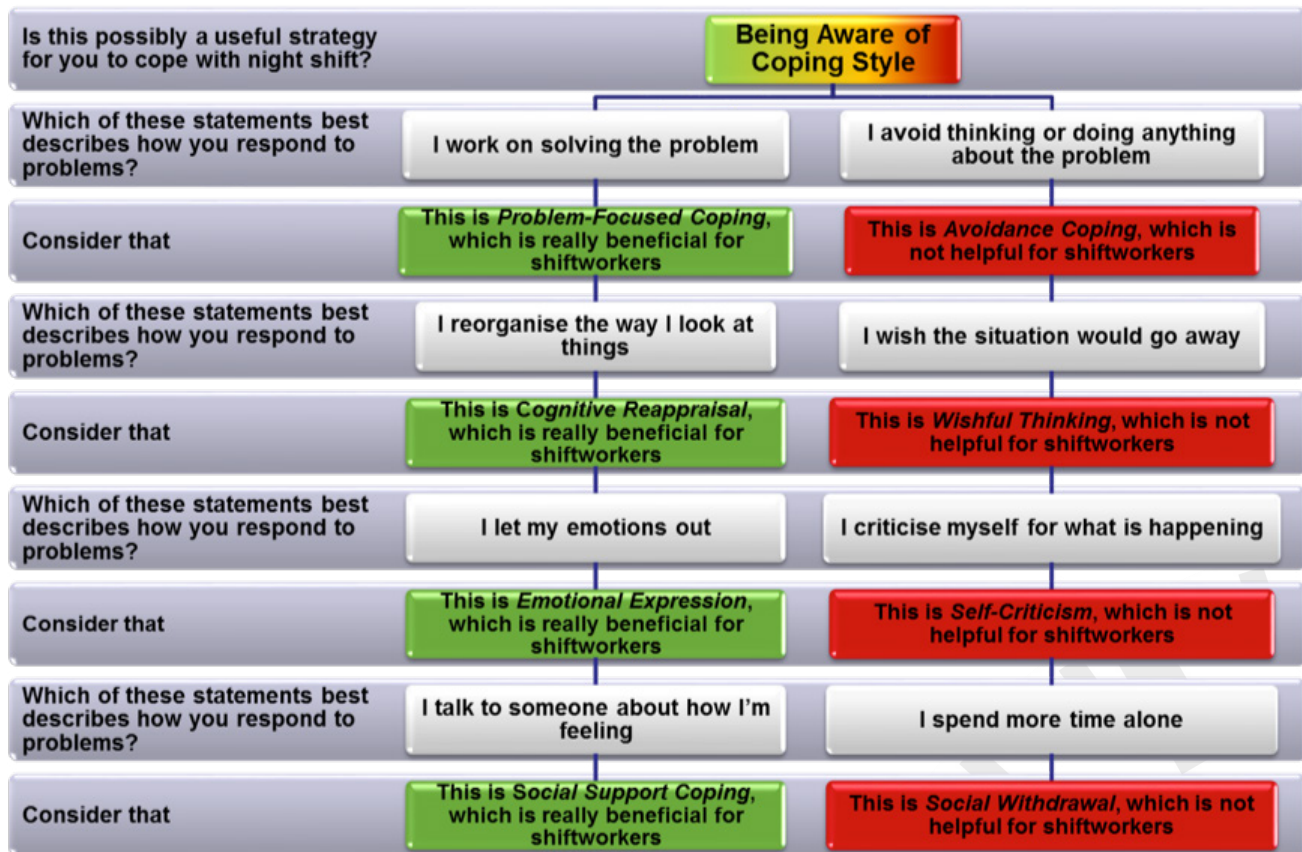 Is this possibly a useful strategy
for you to cope with night shift?
Being Aware of
Coping Style
Which of these statements best
describes how you respond to
problems?
I work on solving the problem
I avoid thinking or doing anything
about the problem
Consider that
This is Problem-Focused Coping,
which is really beneficial for
shiftworkers
This is Avoidance Coping, which is
not helpful for shiftworkers
Which of these statements best
describes how you respond to
problems?
I reorganise the way I look at
things
I wish the situation would go away
Consider that
This is Cognitive Reappraisal,
which is really beneficial for
shiftworkers
This is Wishful Thinking, which is not
helpful for shiftworkers
Which of these statements best
describes how you respond to
problems?
I let my emotions out
I criticise myself for what is happening
Consider that
This is Emotional Expression,
which is really beneficial for
shiftworkers
This is Self-Criticism, which is not
helpful for shiftworkers
Which of these statements best
describes how you respond to
problems?
I talk to someone about how I'm
feeling
I spend more time alone
Consider that
This is Social Support Coping,
which is really beneficial for
shiftworkers
This is Social Withdrawal, which is not
helpful for shiftworkers